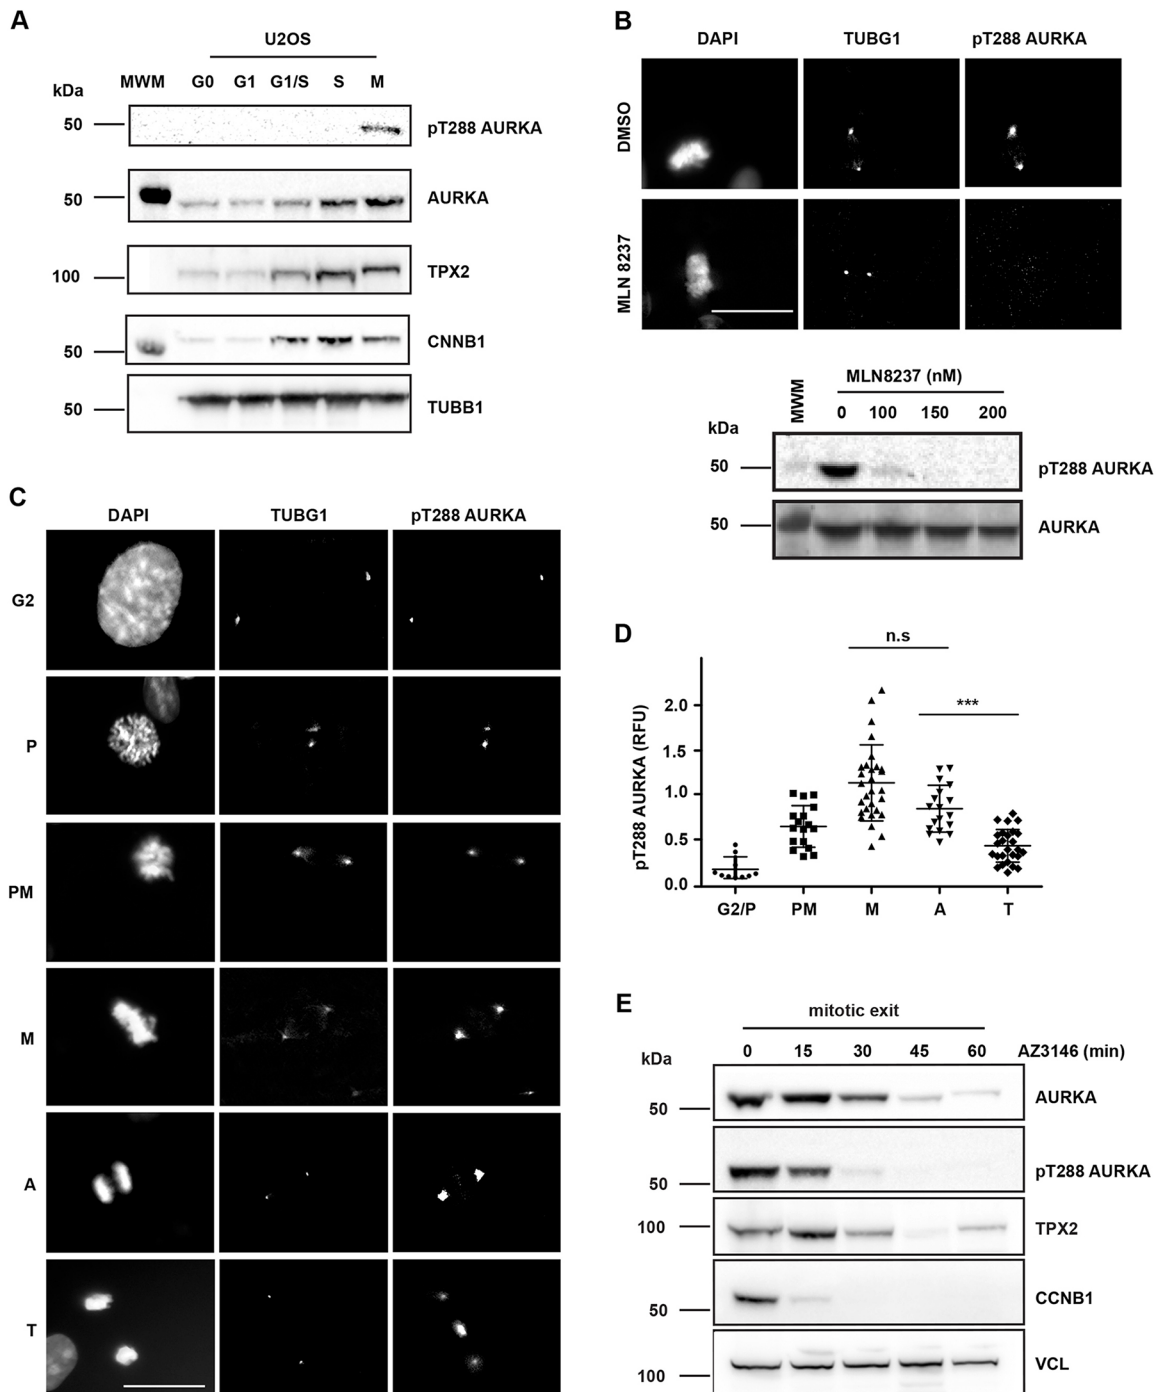 A
U2OS
kDa
MWM G0 G1 G1/S S M
50
pT288 AURKA
50
AURKA
100
TPX2
50
CNNB1
50
TUBB1
B
DAPI TUBG1 pT288 AURKA
DMSO
MLN 8237
MLN8237 (nM)
MWM
0 100 150 200
kDa
50
pT288 AURKA
50
AURKA
C
DAPI TUBG1 pT288 AURKA
G2
P
PM
M
A
T
D
n.s
***
pT288 AURKA (RFU)
2.0
1.5
1.0
0.5
0.0
G2/P PM M A T
E
mitotic exit
kDa
0 15 30 45 60 AZ3146 (min)
50
AURKA
50
pT288 AURKA
100
TPX2
50
CCNB1
100
VCL